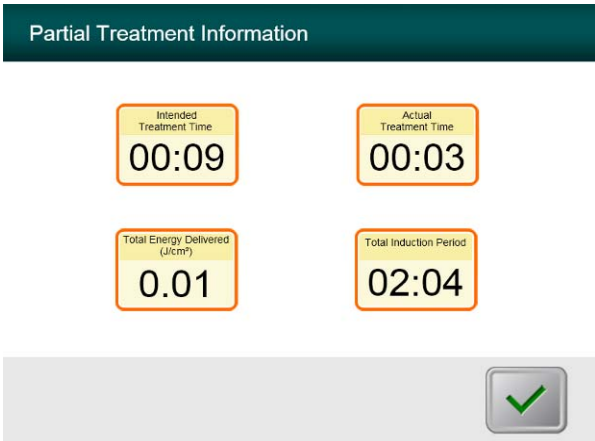 Partial Treatment Information
Intended
Treatment Time
00:09
Actual
Treatment Time
00:03
Total Energy Delivered
(J/cm²)
0.01
Total Induction Period
02:04